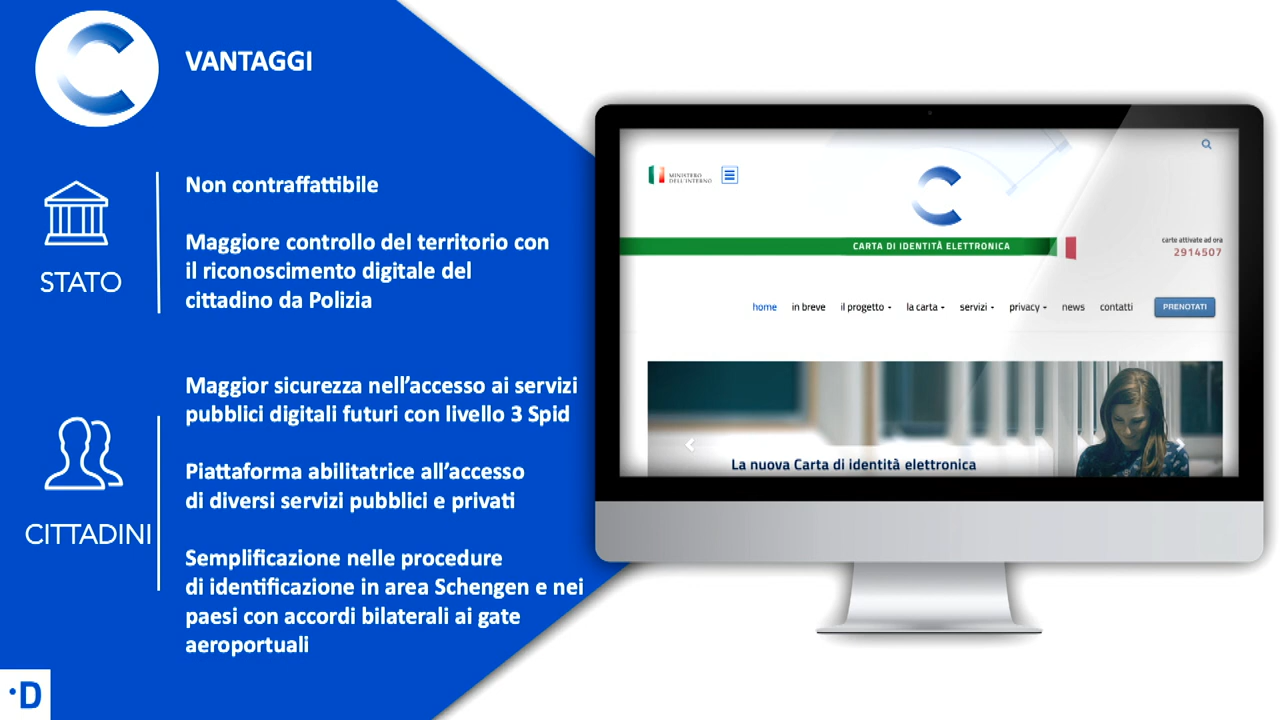 VANTAGGI
STATO
Non contraffattibile
Maggiore controllo del territorio con
il riconoscimento digitale del
cittadino da Polizia
CITTADINI
Maggior sicurezza nell'accesso ai servizi
pubblici digitali futuri con livello 3 Spid
Piattaforma abilitatrice all'accesso
di diversi servizi pubblici e privati
Semplificazione nelle procedure
di identificazione in area Schengen e nei
paesi con accordi bilaterali ai gate
aeroportuali
D
MINISTERO
DELL'INTERNO
C
CARTA DI IDENTITÀ ELETTRONICA
carte attivate ad ora
2914507
home in breve il progetto la carta servizi privacy news contatti PRENOTATI
La nuova Carta di identità elettronica